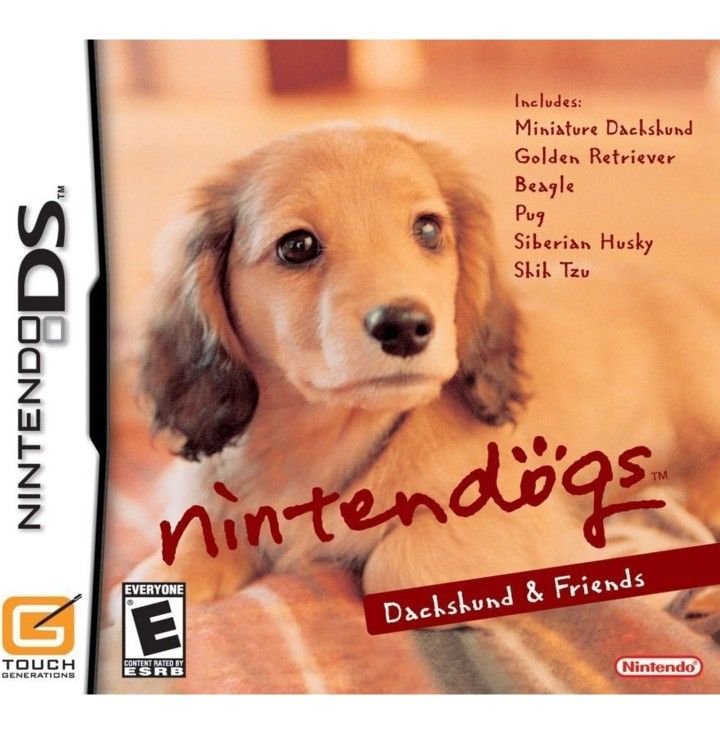 NINTENDO DS™
Includes:
Miniature Dachshund
Golden Retriever
Beagle
Pug
Siberian Husky
Shih Tzu
nintendögs™
Dachshund & Friends
EVERYONE
E
CONTENT RATED BY
ESRB
G
TOUCH
GENERATIONS
Nintendo®